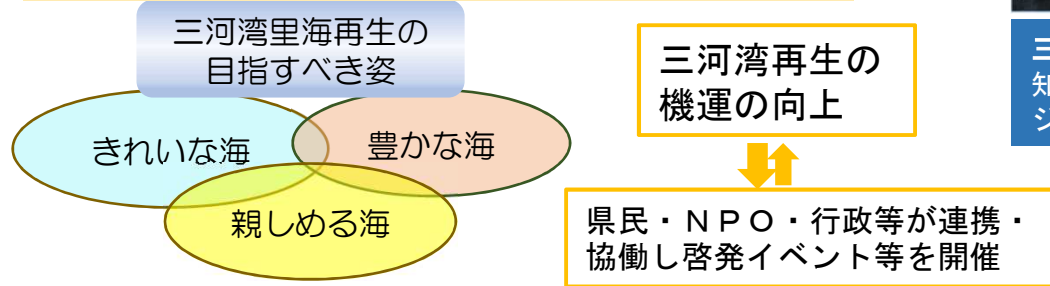 三河湾里海再生の
目指すべき姿
きれいな海
豊かな海
親しめる海
三河湾再生の
機運の向上
県民・ＮＰＯ・行政等が連携・
協働し啓発イベント等を開催
三
知
ジ